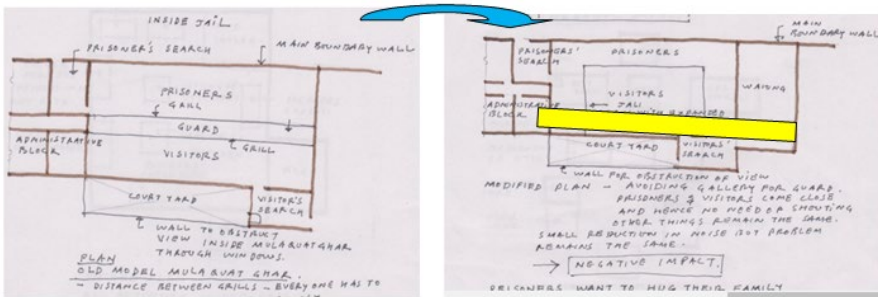 INSIDE JAIL
PRISONER'S SEARCH
MAIN BOUNDARY WALL
PRISONERS
GRILL
GUARD
GRILL
ADMINISTRATIVE
BLOCK
VISITORS
COURT YARD
VISITOR'S
SEARCH
WALL TO OBSTRUCT
VIEW INSIDE MULAQUATGHAR
THROUGH WINDOWS.
PLAN
OLD MODEL MULAQUAT GHAR.
- DISTANCE BETWEEN GRILLS - EVERY ONE HAS TO
MAIN
BOUNDARY WALL
PRISONERS'
SEARCH
PRISONERS
VISITORS
WAITING
JALI
ADMINISTRATIVE
BLOCK
COURT YARD
VISITORS'
SEARCH
WALL FOR OBSTRUCTION OF VIEW
MODIFIED PLAN - AVOIDING GALLERY FOR GUARD.
PRISONERS & VISITORS COME CLOSE
AND HENCE NO NEED OF SHOUTING
OTHER THINGS REMAIN THE SAME.
SMALL REDUCTION IN NOISE BUT PROBLEM
REMAINS THE SAME.
→ NEGATIVE IMPACT.
PRISONERS WANT TO HUG THEIR FAMILY